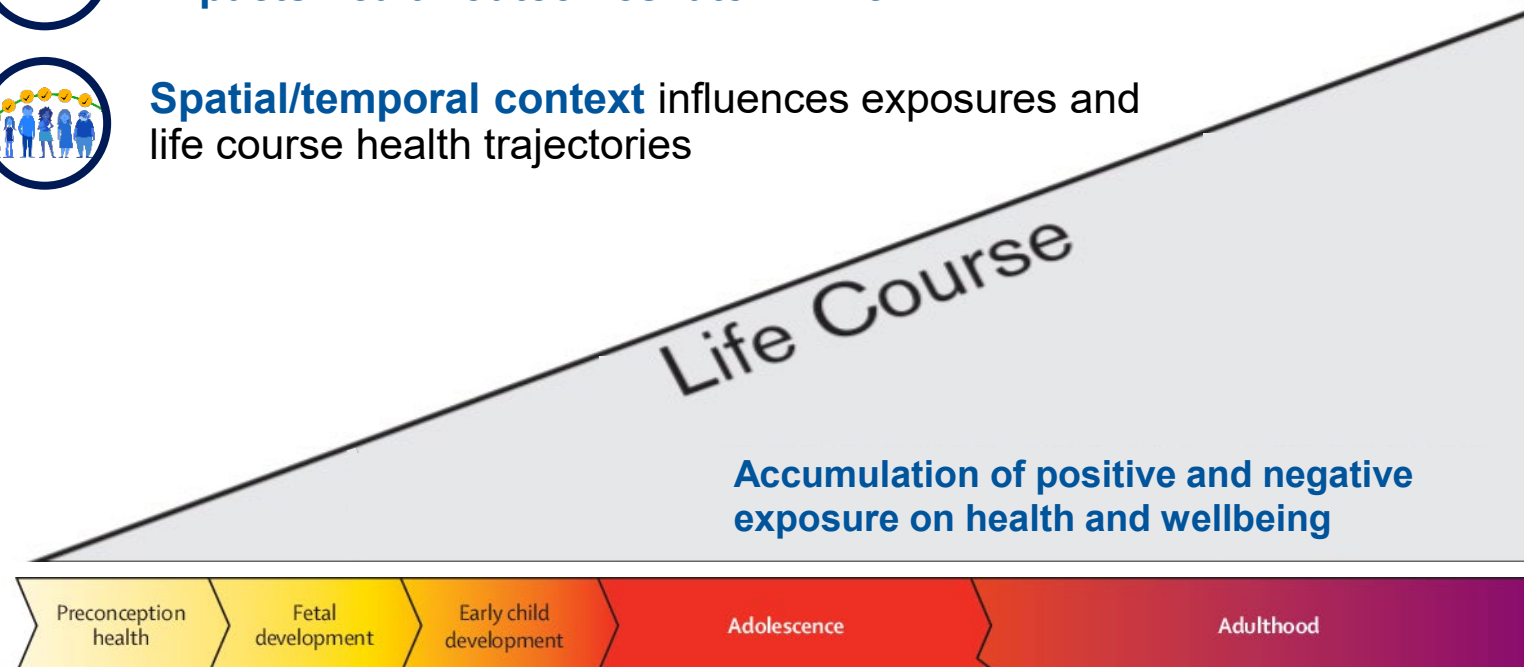 Spatial/temporal context influences exposures and
life course health trajectories
Life Course
Accumulation of positive and negative
exposure on health and wellbeing
Preconception
health
Fetal
development
Early child
development
Adolescence
Adulthood